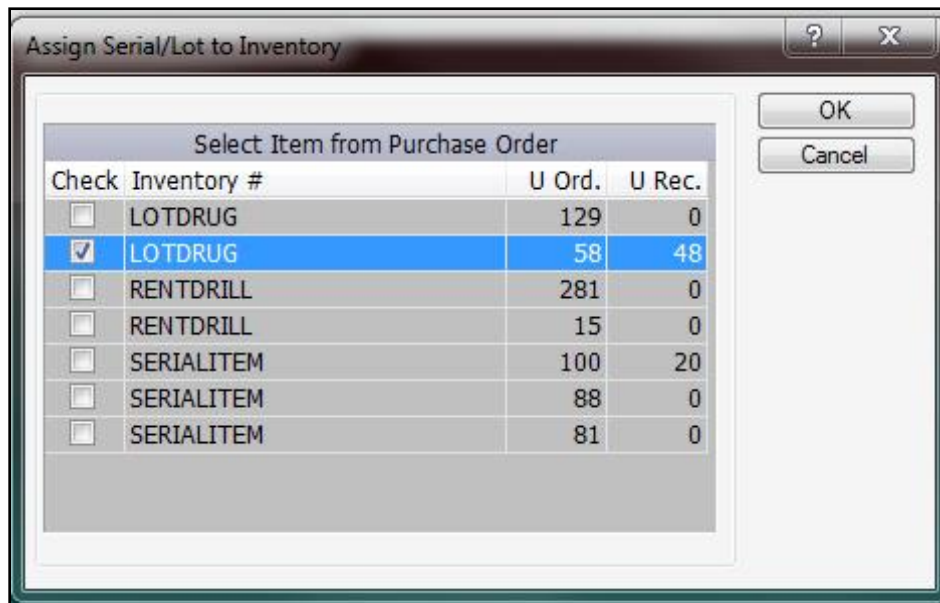 Assign Serial/Lot to Inventory
OK
Cancel
Select Item from Purchase Order
Check Inventory # U Ord. U Rec.
LOTDRUG 129 0
LOTDRUG 58 48
RENTDRILL 281 0
RENTDRILL 15 0
SERIALITEM 100 20
SERIALITEM 88 0
SERIALITEM 81 0